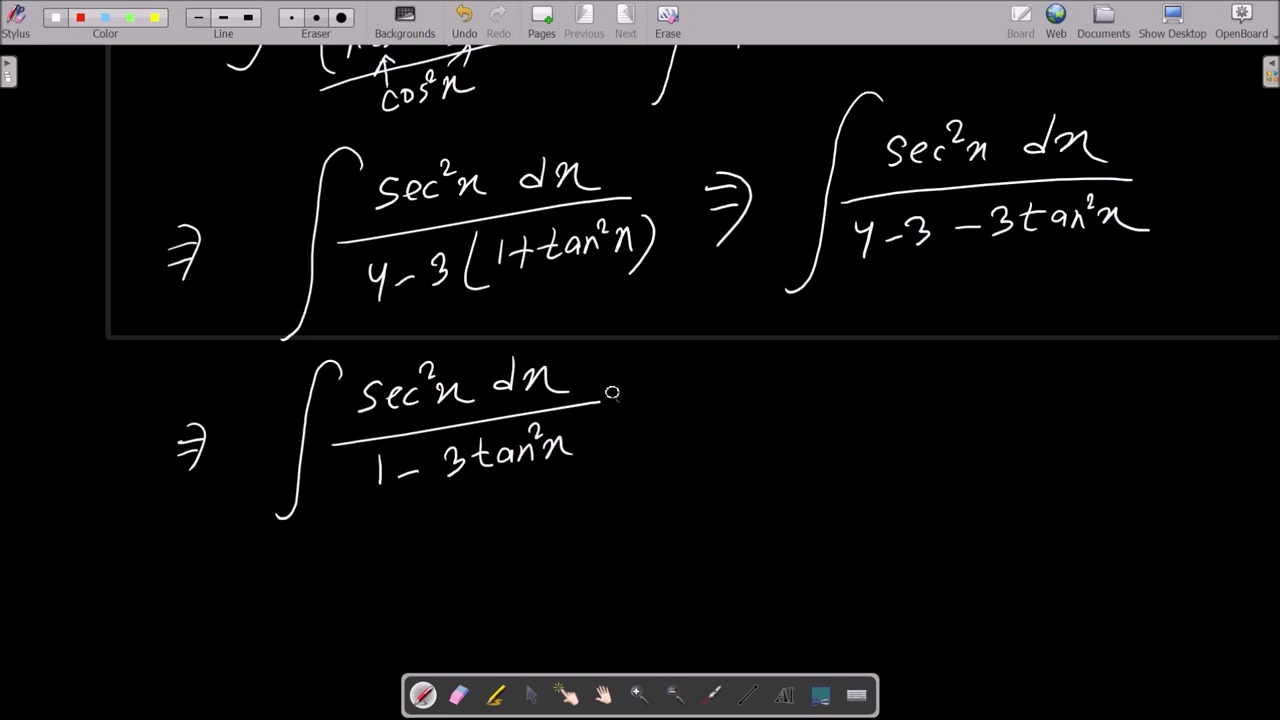 Stylus Color Line Eraser Backgrounds Undo Redo Pages Previous Next Erase Board Web Documents Show Desktop OpenBoard
cos²x
⇒ ∫ sec²x dx / 4-3(1+tan²x) ⇒ ∫ sec²x dx / 4-3-3tan²x
⇒ ∫ sec²x dx / 1-3tan²x